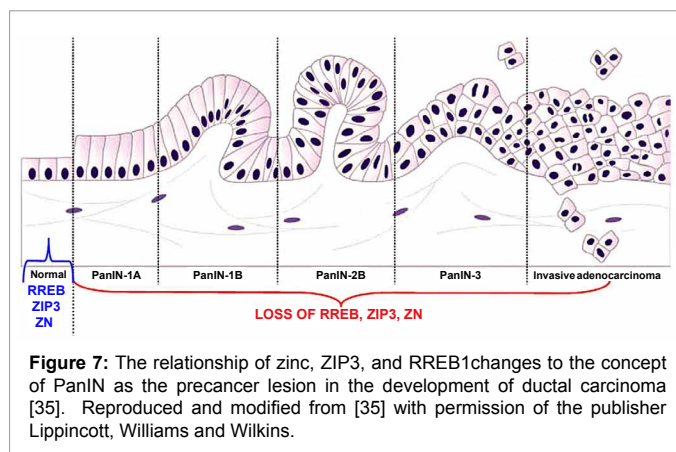 Normal PanIN-1A PanIN-1B PanIN-2B PanIN-3 Invasive adenocarcinoma
RREB
ZIP3
ZN
LOSS OF RREB, ZIP3, ZN
Figure 7: The relationship of zinc, ZIP3, and RREB1changes to the concept
of PanIN as the precancer lesion in the development of ductal carcinoma
[35]. Reproduced and modified from [35] with permission of the publisher
Lippincott, Williams and Wilkins.